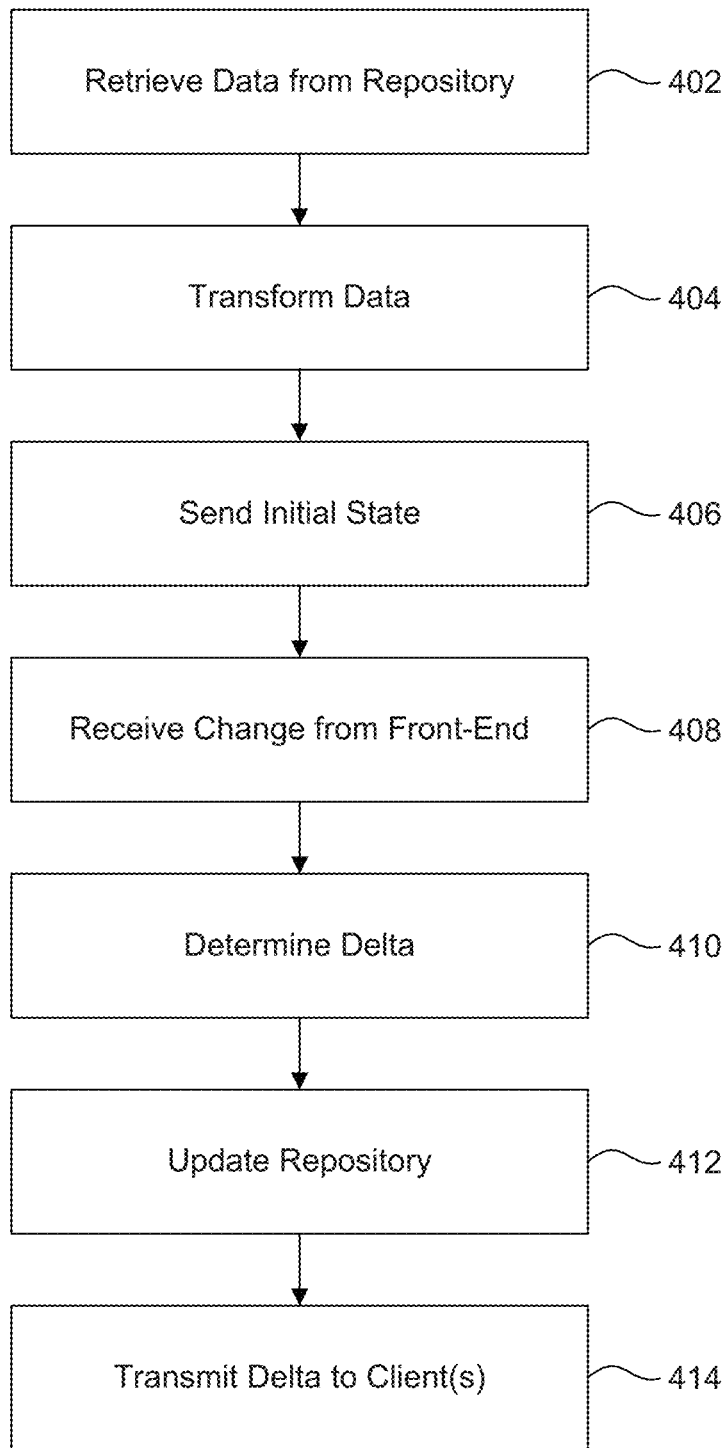 Retrieve Data from Repository 402
Transform Data 404
Send Initial State 406
Receive Change from Front-End 408
Determine Delta 410
Update Repository 412
Transmit Delta to Client(s) 414